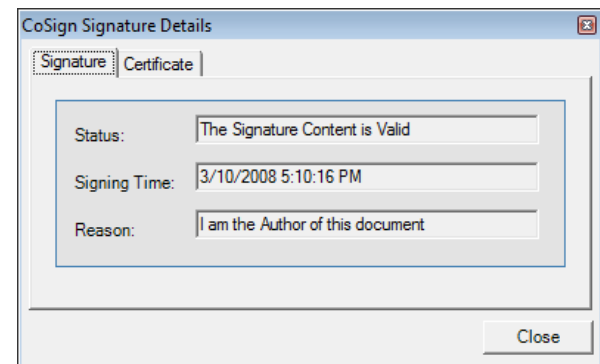 CoSign Signature Details
Signature Certificate
Status: The Signature Content is Valid
Signing Time: 3/10/2008 5:10:16 PM
Reason: I am the Author of this document
Close